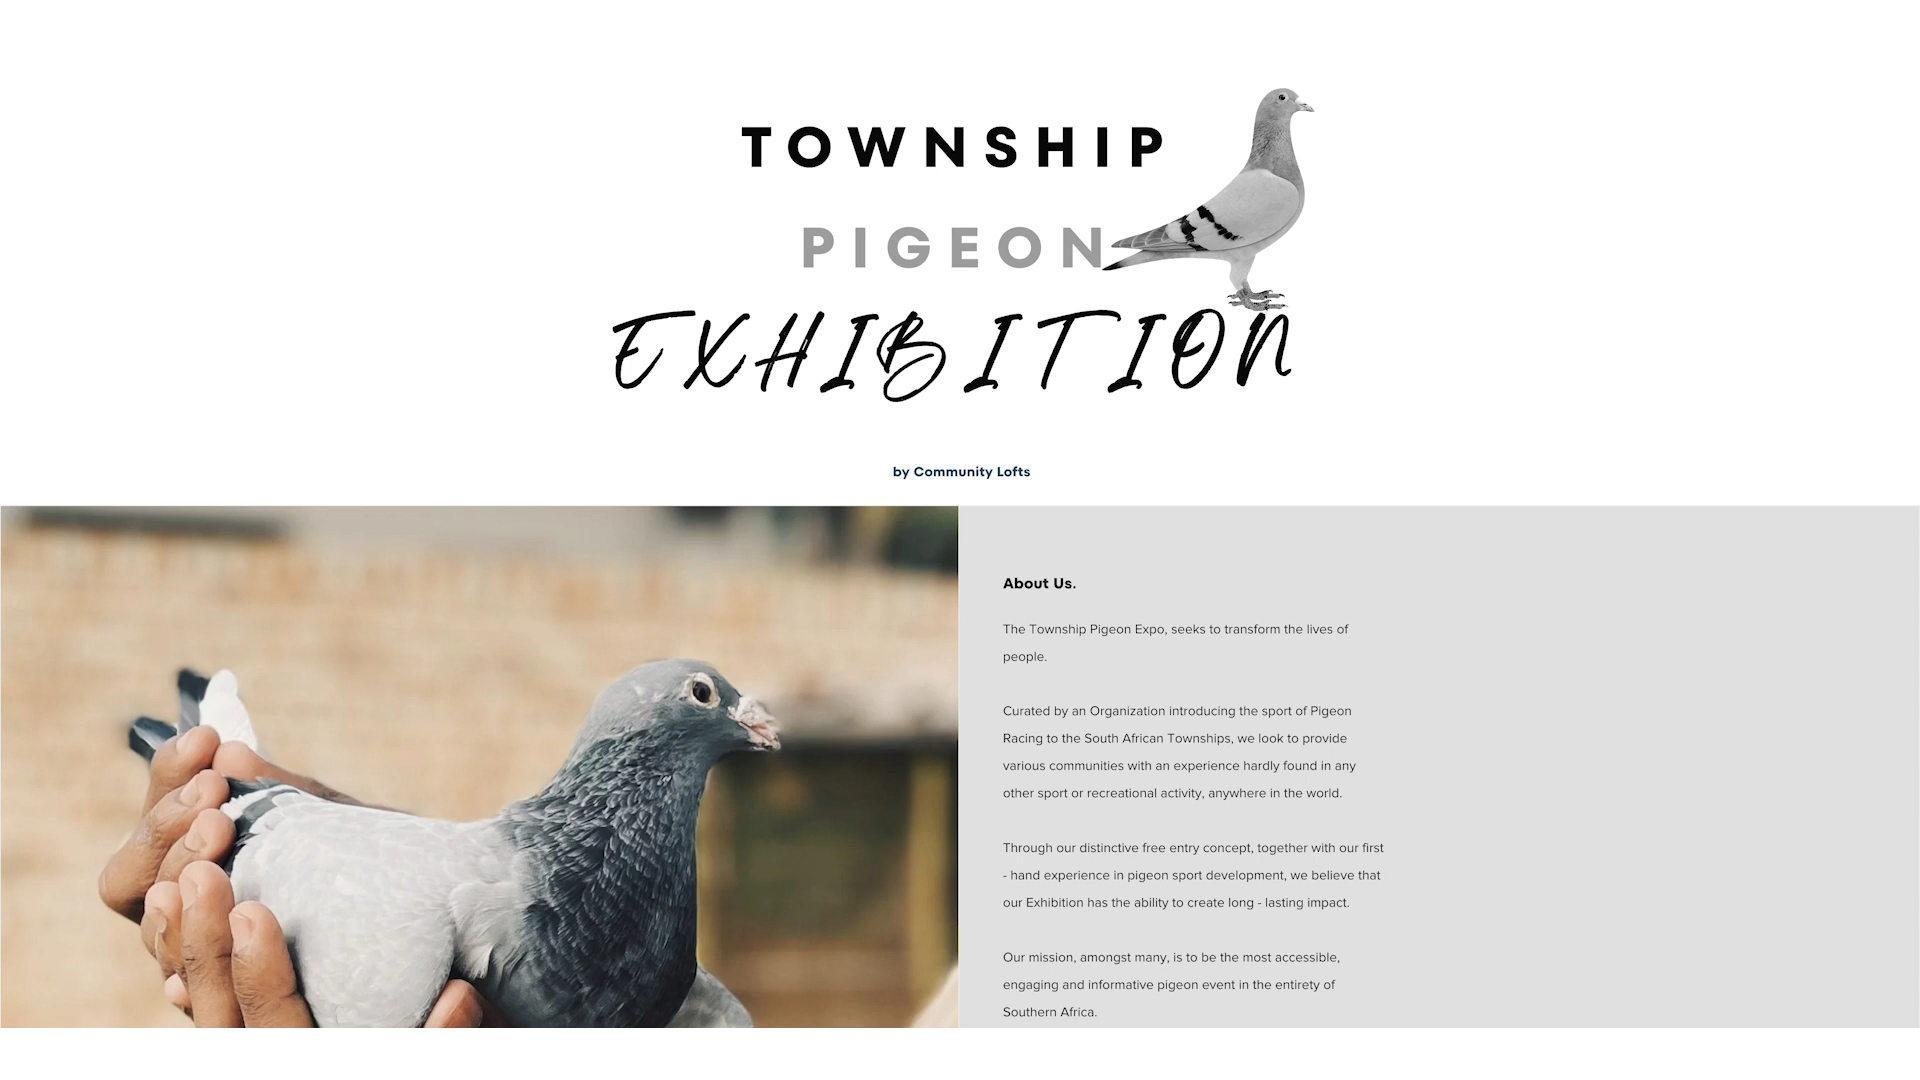 TOWNSHIP
PIGEON
EXHIBITION
by Community Lofts
About Us.
The Township Pigeon Expo, seeks to transform the lives of
people.
Curated by an Organization introducing the sport of Pigeon
Racing to the South African Townships, we look to provide
various communities with an experience hardly found in any
other sport or recreational activity, anywhere in the world.
Through our distinctive free entry concept, together with our first
- hand experience in pigeon sport development, we believe that
our Exhibition has the ability to create long - lasting impact.
Our mission, amongst many, is to be the most accessible,
engaging and informative pigeon event in the entirety of
Southern Africa.